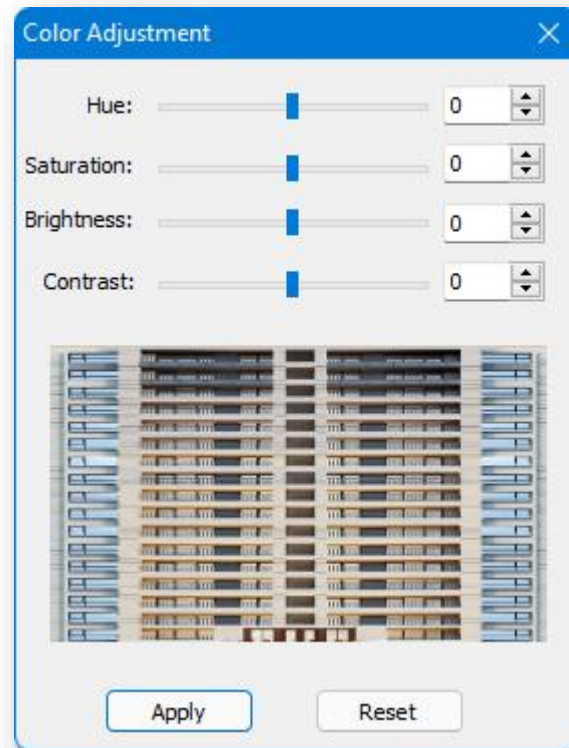 Color Adjustment
Hue: 0
Saturation: 0
Brightness: 0
Contrast: 0
Apply Reset